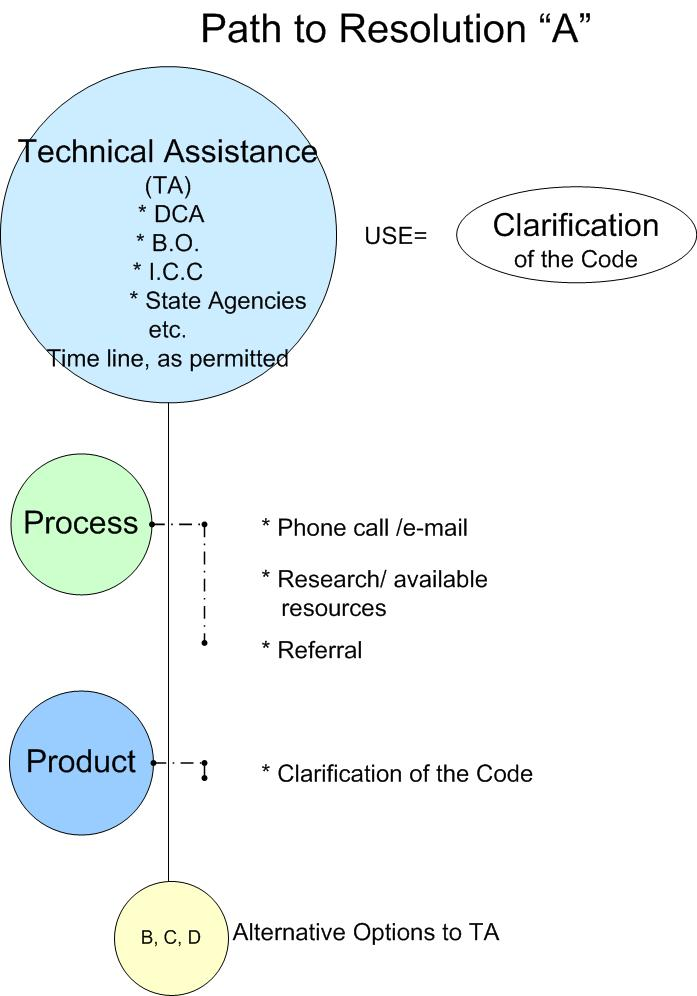 Path to Resolution “A”
Technical Assistance
(TA)
* DCA
* B.O.
* I.C.C
* State Agencies
etc.
Time line, as permitted
USE=
Clarification
of the Code
Process
* Phone call /e-mail
* Research/ available
resources
* Referral
Product
* Clarification of the Code
B, C, D
Alternative Options to TA